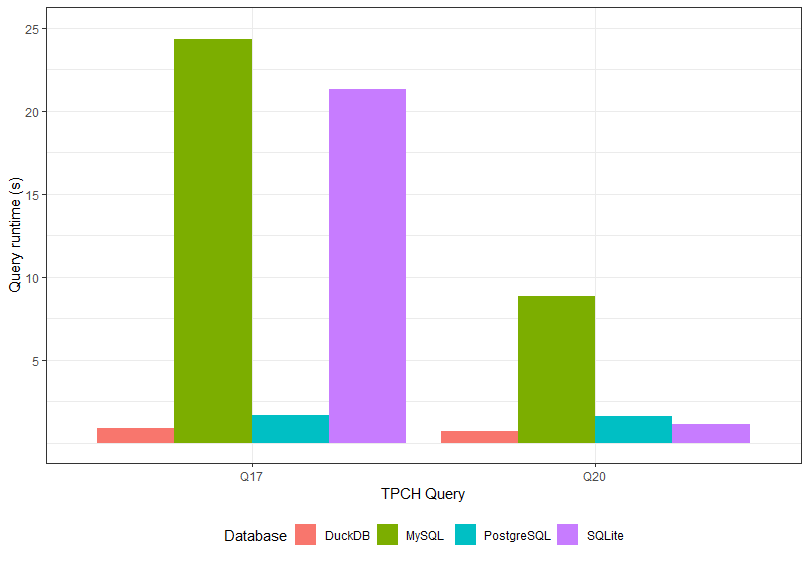 Query runtime (s)
25
20
15
10
5
Q17 Q20
TPCH Query
Database DuckDB MySQL PostgreSQL SQLite